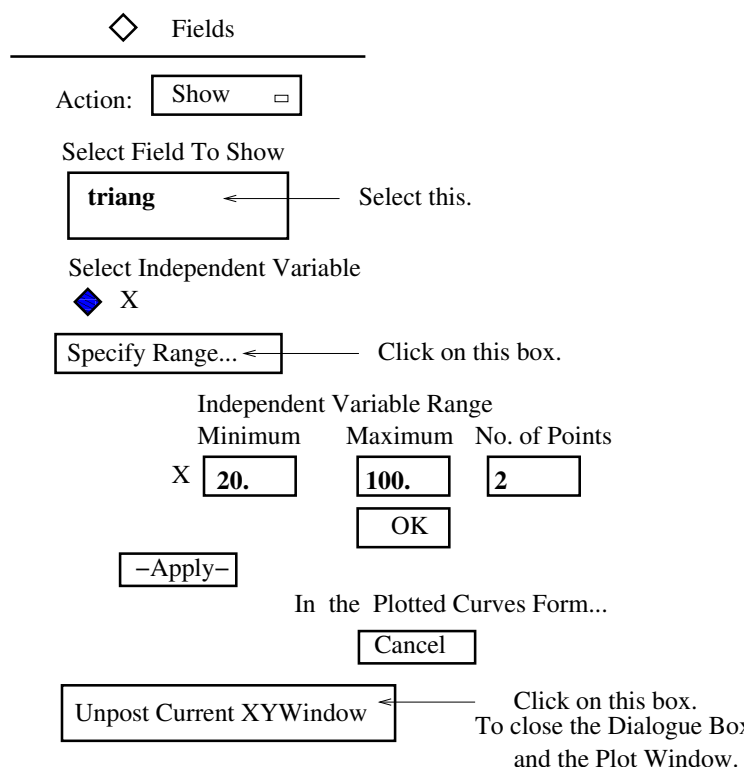 Fields
Action: Show
Select Field To Show
triang Select this.
Select Independent Variable
X
Specify Range... Click on this box.
Independent Variable Range
Minimum Maximum No. of Points
X 20. 100. 2
OK
−Apply−
In the Plotted Curves Form...
Cancel
Unpost Current XYWindow Click on this box.
To close the Dialogue Box
and the Plot Window.